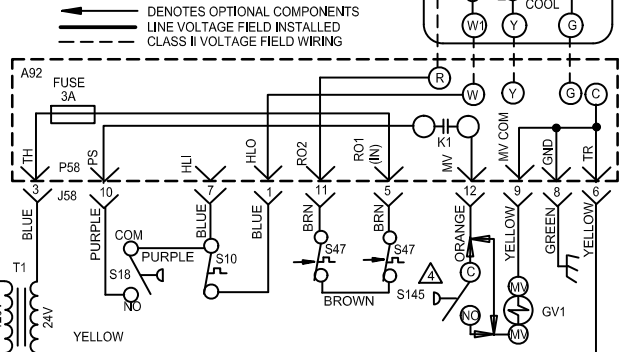 DENOTES OPTIONAL COMPONENTS
LINE VOLTAGE FIELD INSTALLED
CLASS II VOLTAGE FIELD WIRING
COOL
W1 Y G
A92
FUSE
3A
R
W Y G C
K1
TH PS HLI HLO RO2 RO1 (IN) MV MV COM GND TR
P58
J58
3 10 7 1 11 5 12 9 8 6
BLUE PURPLE BLUE BLUE BRN BRN ORANGE YELLOW GREEN YELLOW
COM
PURPLE
S10
S18
NO
S47 S47
BROWN
4
S145
C
NO
MV
GV1
MV
T1
24V
YELLOW